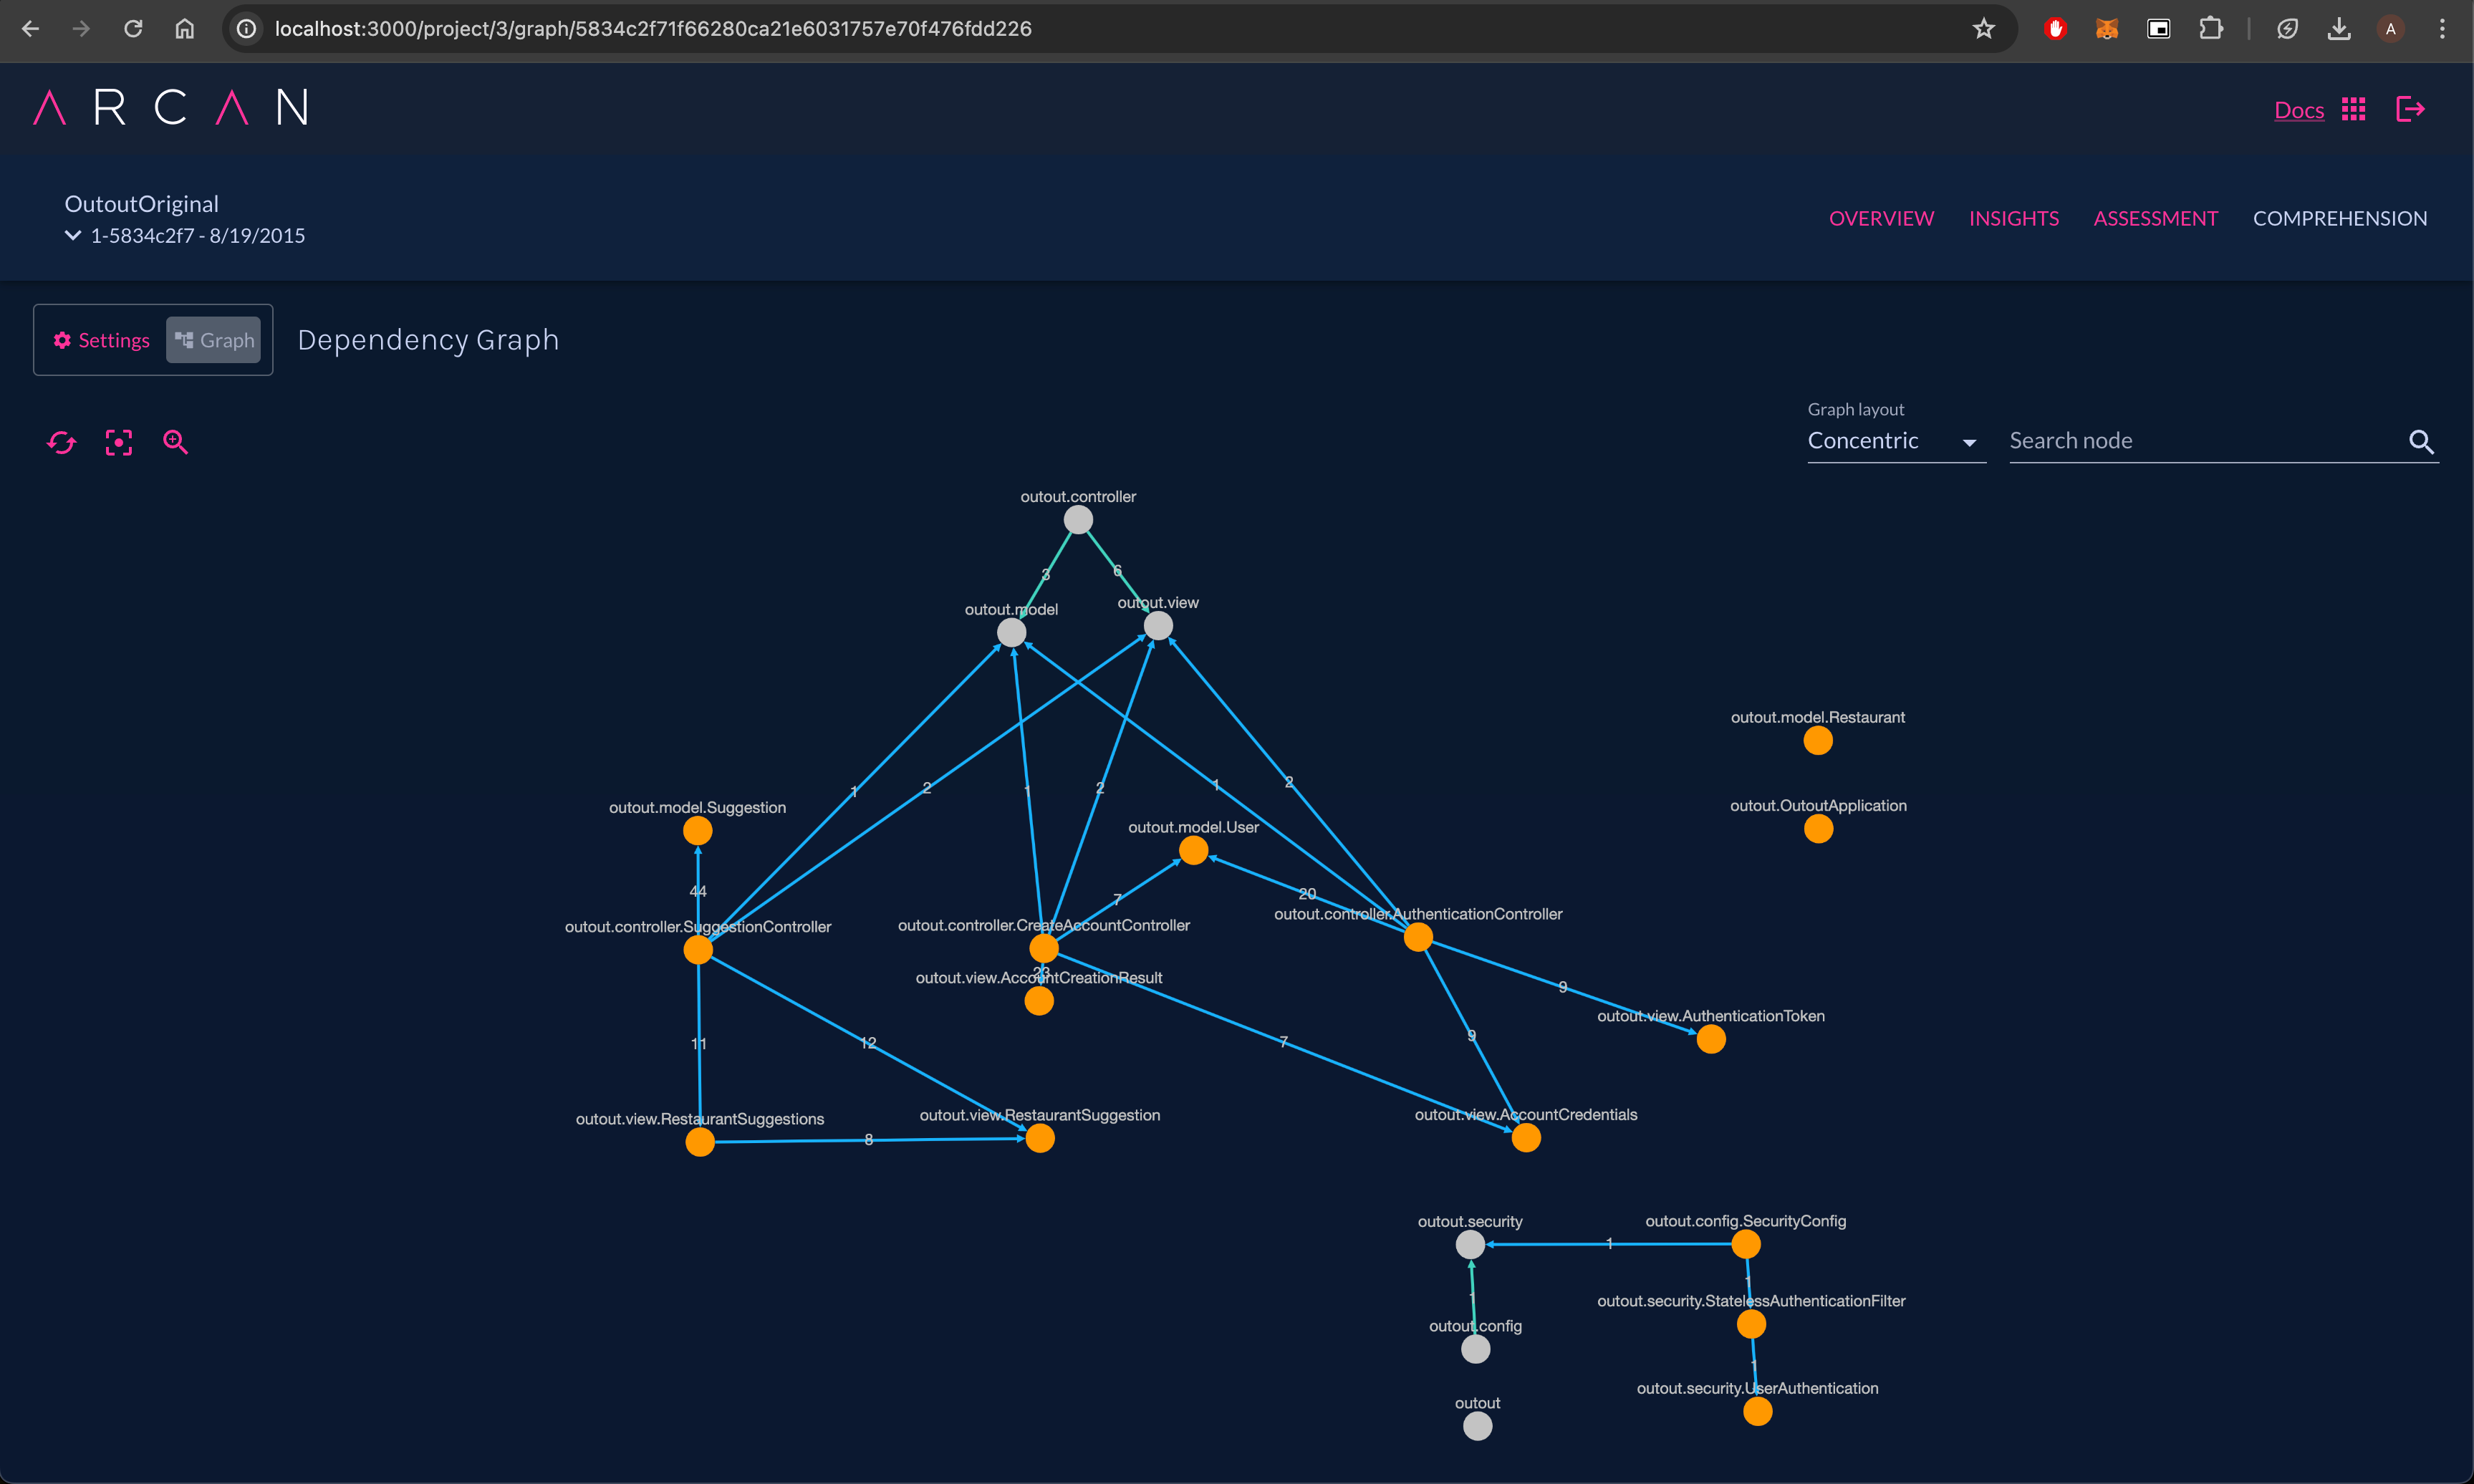 localhost:3000/project/3/graph/5834c2f71f66280ca21e6031757e70f476fdd226
A
ARCAN
Docs
OutoutOriginal
1-5834c2f7 - 8/19/2015
OVERVIEW INSIGHTS ASSESSMENT COMPREHENSION
Settings Graph Dependency Graph
Graph layout
Concentric Search node
outout.controller
3 6
outout.model outout.view
outout.model.Restaurant
1 2 1 2 1 2
outout.model.Suggestion outout.OutoutApplication
outout.model.User
44 7 20
outout.controller.SuggestionController outout.controller.CreateAccountController outout.controller.AuthenticationController
23
outout.view.AccountCreationResult
9
outout.view.AuthenticationToken
11 12 7 9
outout.view.RestaurantSuggestions outout.view.RestaurantSuggestion outout.view.AccountCredentials
8
outout.security outout.config.SecurityConfig
1
1 1
outout.security.StatelessAuthenticationFilter
outout.config
1
outout.security.UserAuthentication
outout